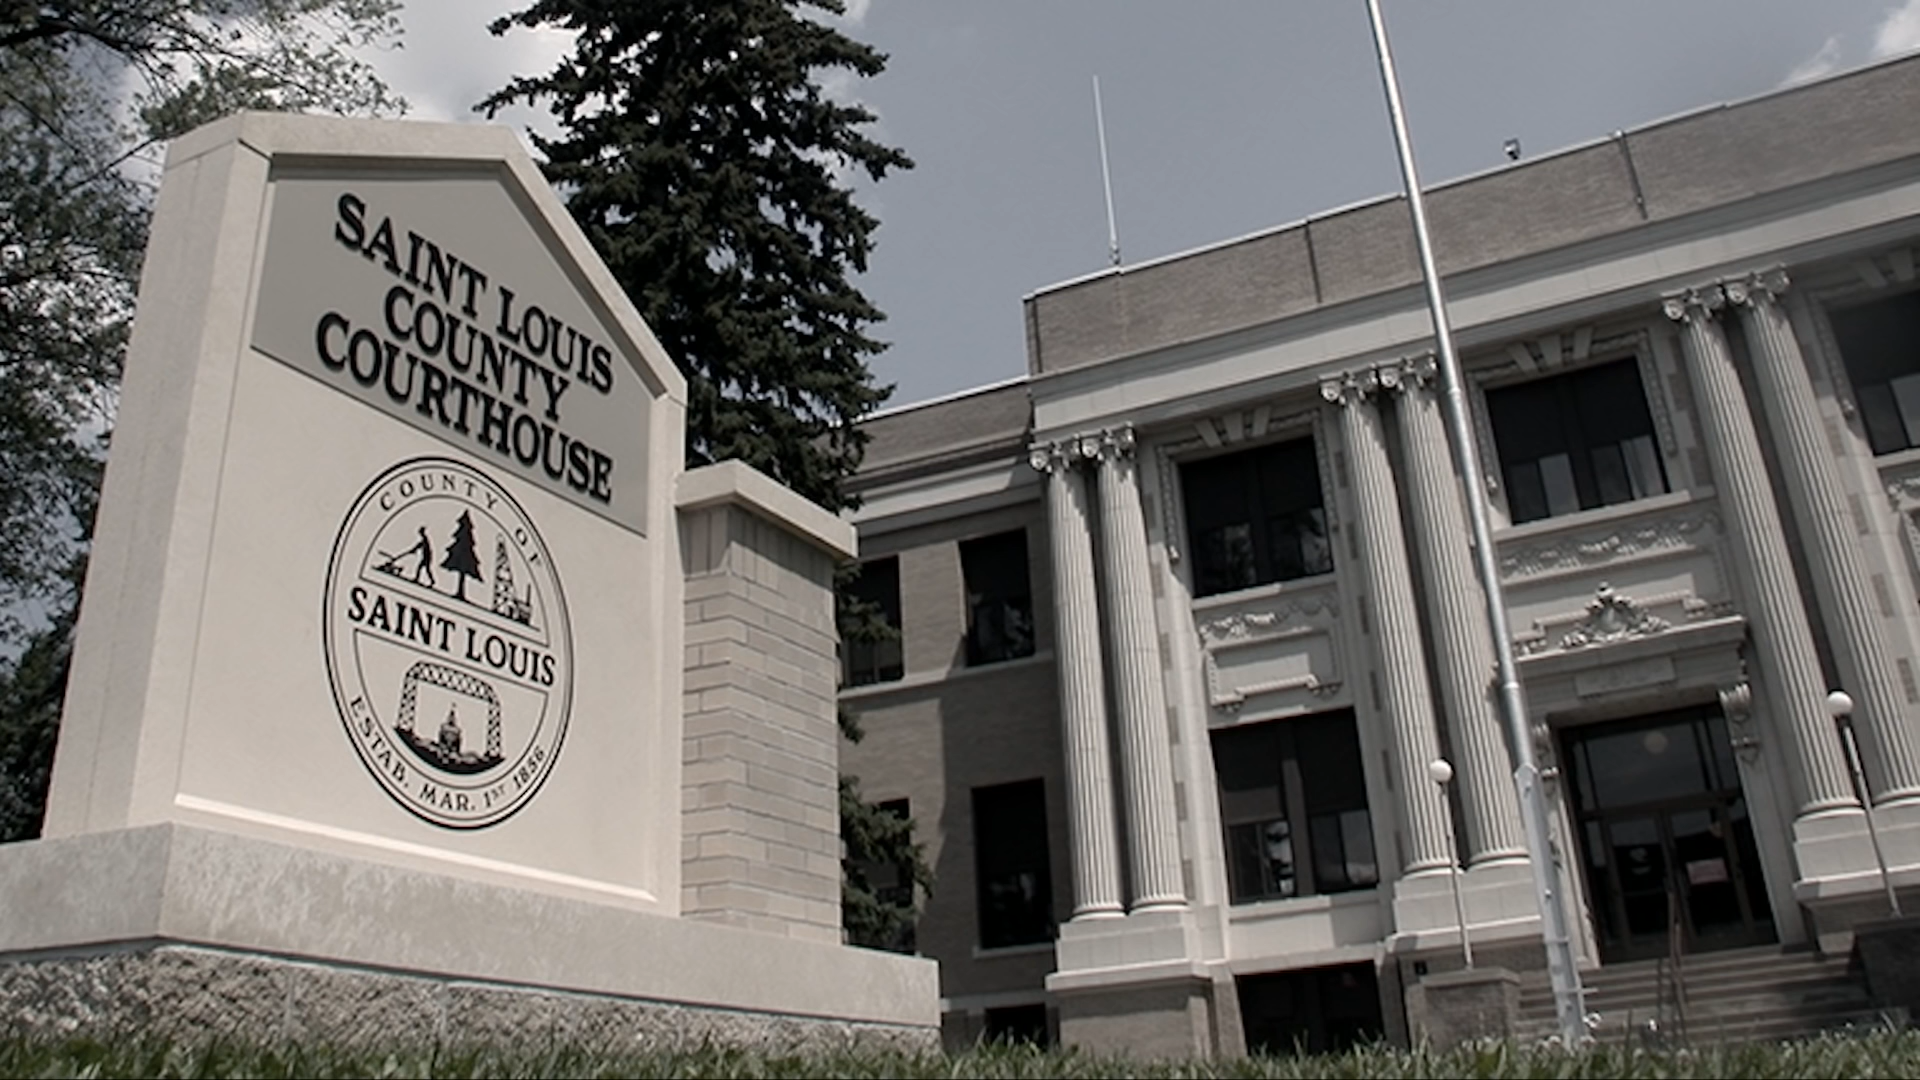 SAINT LOUIS
COUNTY
COURTHOUSE
COUNTY OF
SAINT LOUIS
ESTAB. MAR. 1ST 1856